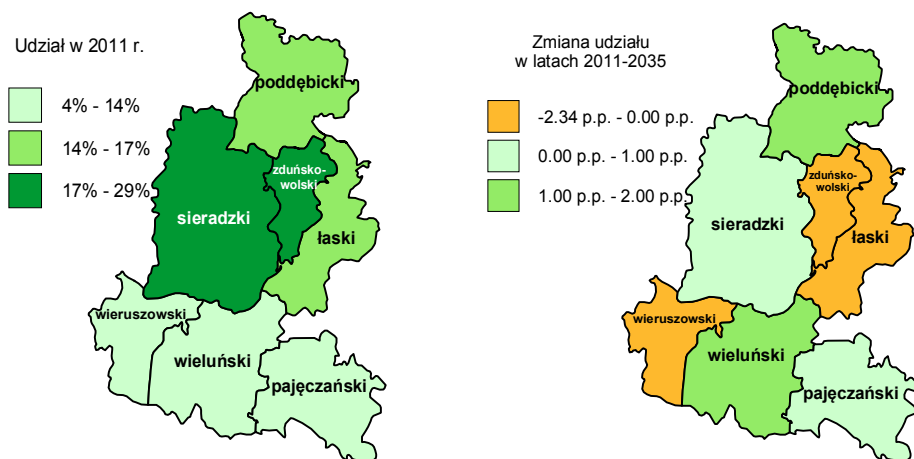 Udział w 2011 r.
4% - 14%
14% - 17%
17% - 29%
poddębicki
zduńsko-
wolski
sieradzki
łaski
wieruszowski
wieluński
pajęczański
Zmiana udziału
w latach 2011-2035
-2.34 p.p. - 0.00 p.p.
0.00 p.p. - 1.00 p.p.
1.00 p.p. - 2.00 p.p.
poddębicki
zduńsko-
wolski
sieradzki
łaski
wieruszowski
wieluński
pajęczański